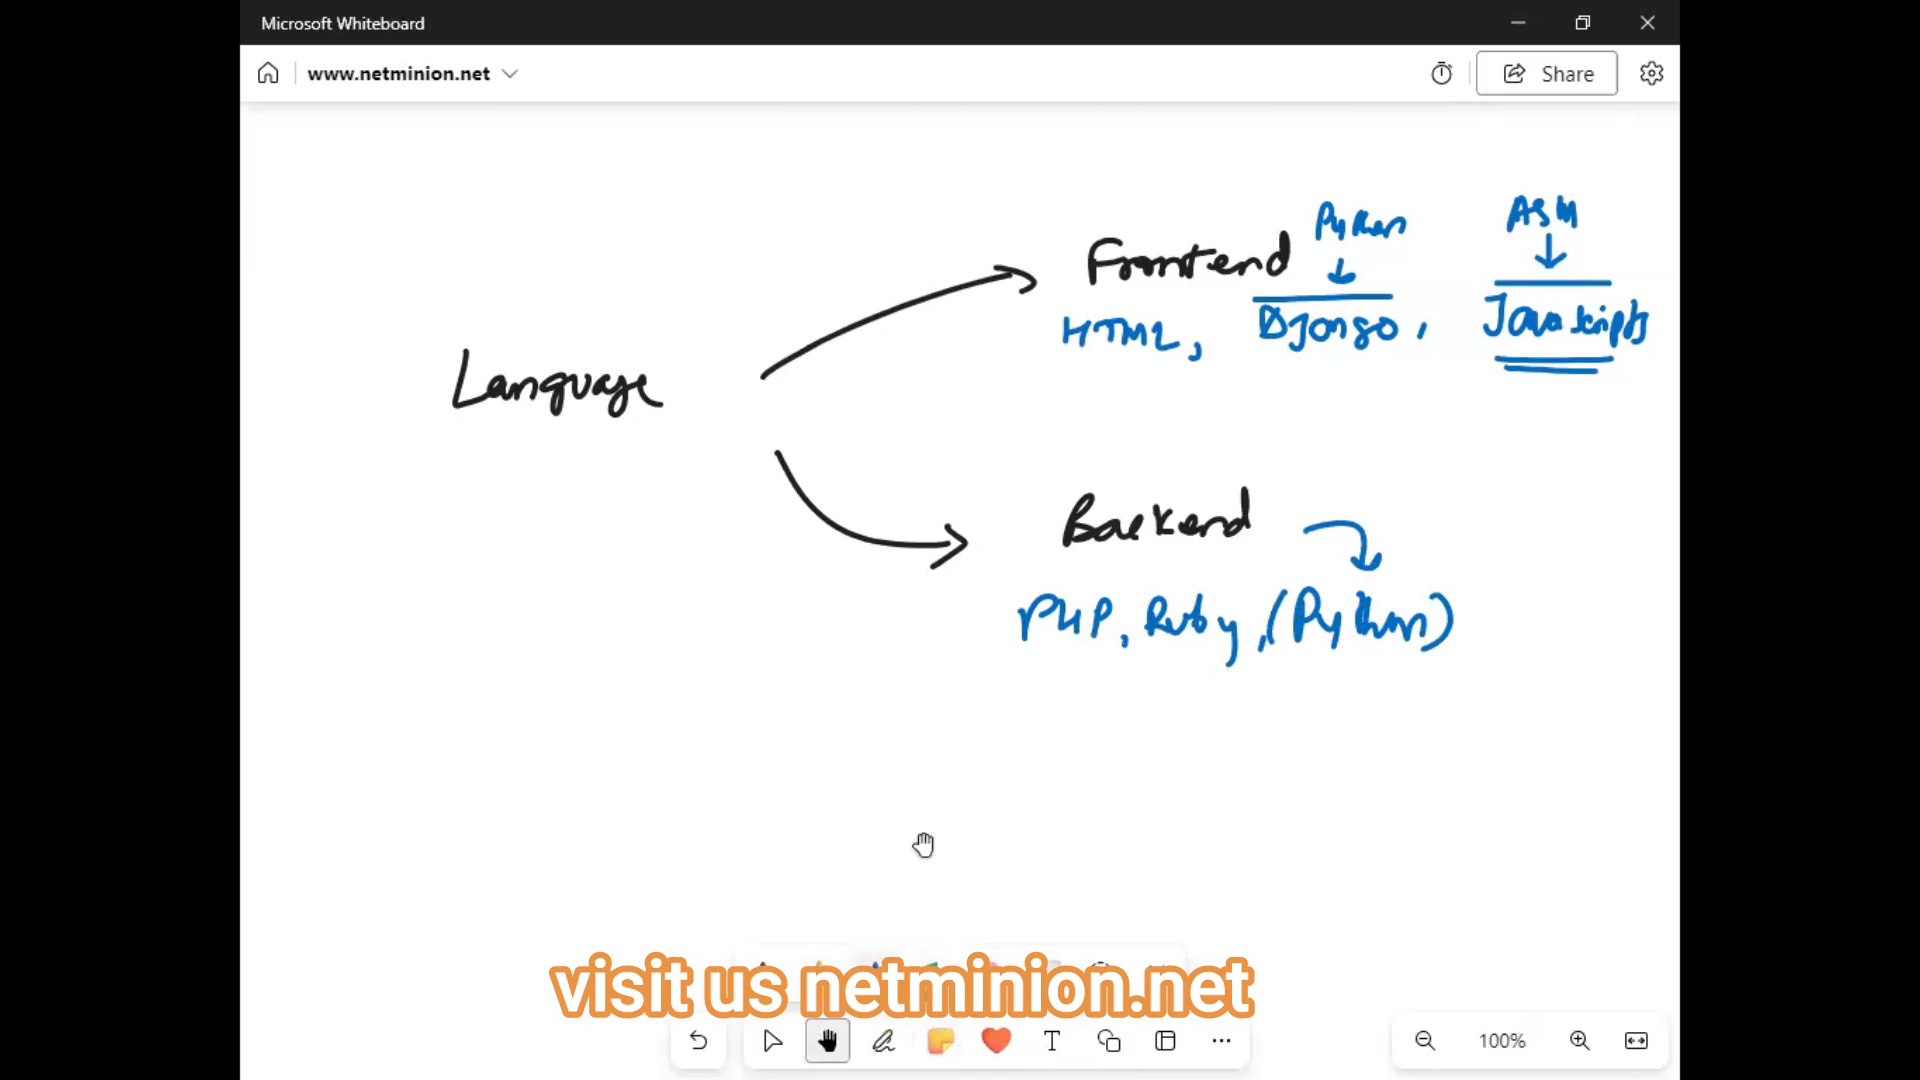 Microsoft Whiteboard
www.netminion.net
Share
Python
ASM
Frontend
HTML, Django, Javascripts
Language
Backend
PHP, Ruby, (Python)
visit us netminion.net
T
100%